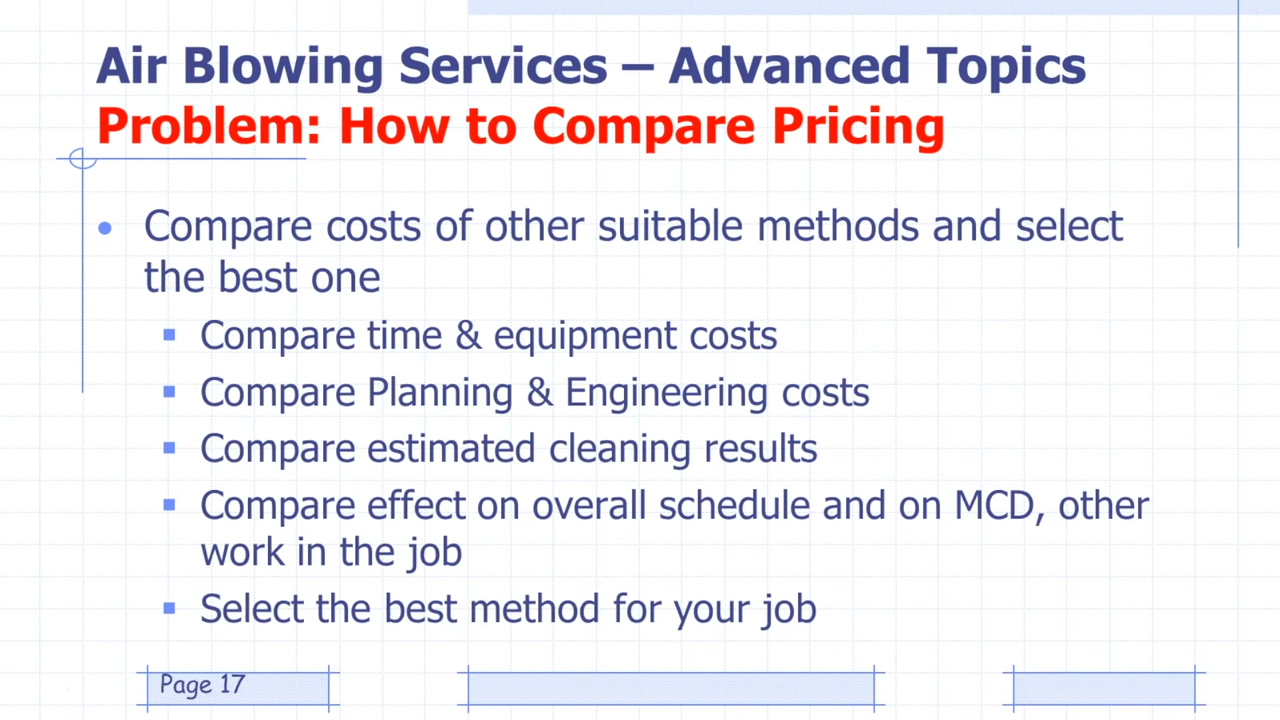 Air Blowing Services – Advanced Topics
Problem: How to Compare Pricing
• Compare costs of other suitable methods and select
the best one
▪ Compare time & equipment costs
▪ Compare Planning & Engineering costs
▪ Compare estimated cleaning results
▪ Compare effect on overall schedule and on MCD, other
work in the job
▪ Select the best method for your job
Page 17